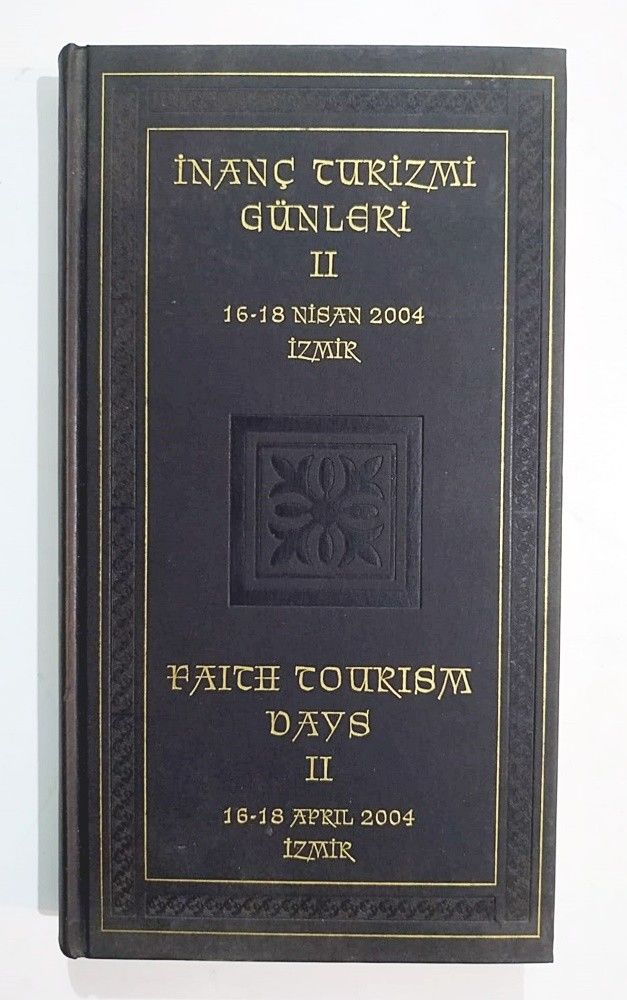 İNANÇ TURİZMİ
GÜNLERİ
II
16-18 NİSAN 2004
İZMİR
FAITH TOURISM
DAYS
II
16-18 APRIL 2004
İZMİR